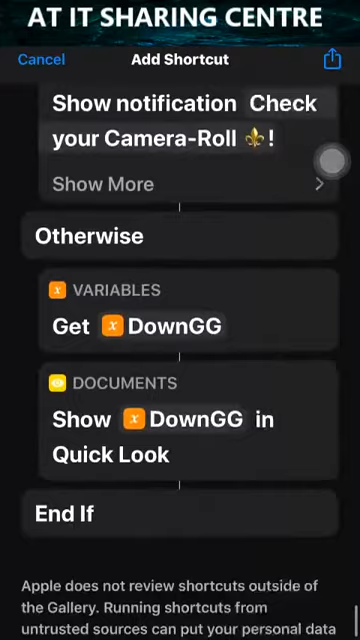 AT IT SHARING CENTRE
Cancel Add Shortcut
Show notification Check
your Camera-Roll ⚜️!
Show More
Otherwise
VARIABLES
Get DownGG
DOCUMENTS
Show DownGG in
Quick Look
End If
Apple does not review shortcuts outside of
the Gallery. Running shortcuts from
untrusted sources can put your personal data